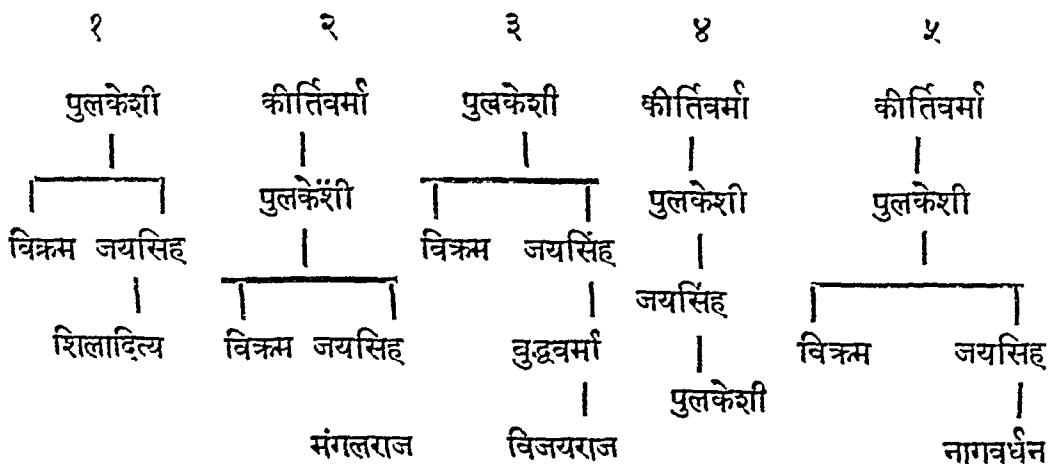 १ २ ३ ४ ५
पुलकेशी कीर्तिवर्मा पुलकेशी कीर्तिवर्मा कीर्तिवर्मा
पुलकेशी पुलकेशी पुलकेशी
विक्रम जयसिह विक्रम जयसिंह
जयसिंह
शिलादित्य विक्रम जयसिह वुद्धवर्मा विक्रम जयसिह
पुलकेशी
मंगलराज विजयराज नागवर्धन